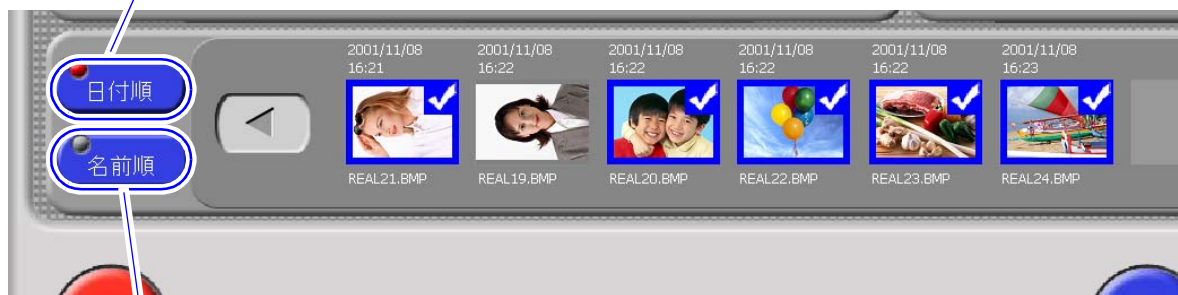 日付順
名前順
2001/11/08
16:21
REAL21.BMP
2001/11/08
16:22
REAL19.BMP
2001/11/08
16:22
REAL20.BMP
2001/11/08
16:22
REAL22.BMP
2001/11/08
16:22
REAL23.BMP
2001/11/08
16:23
REAL24.BMP